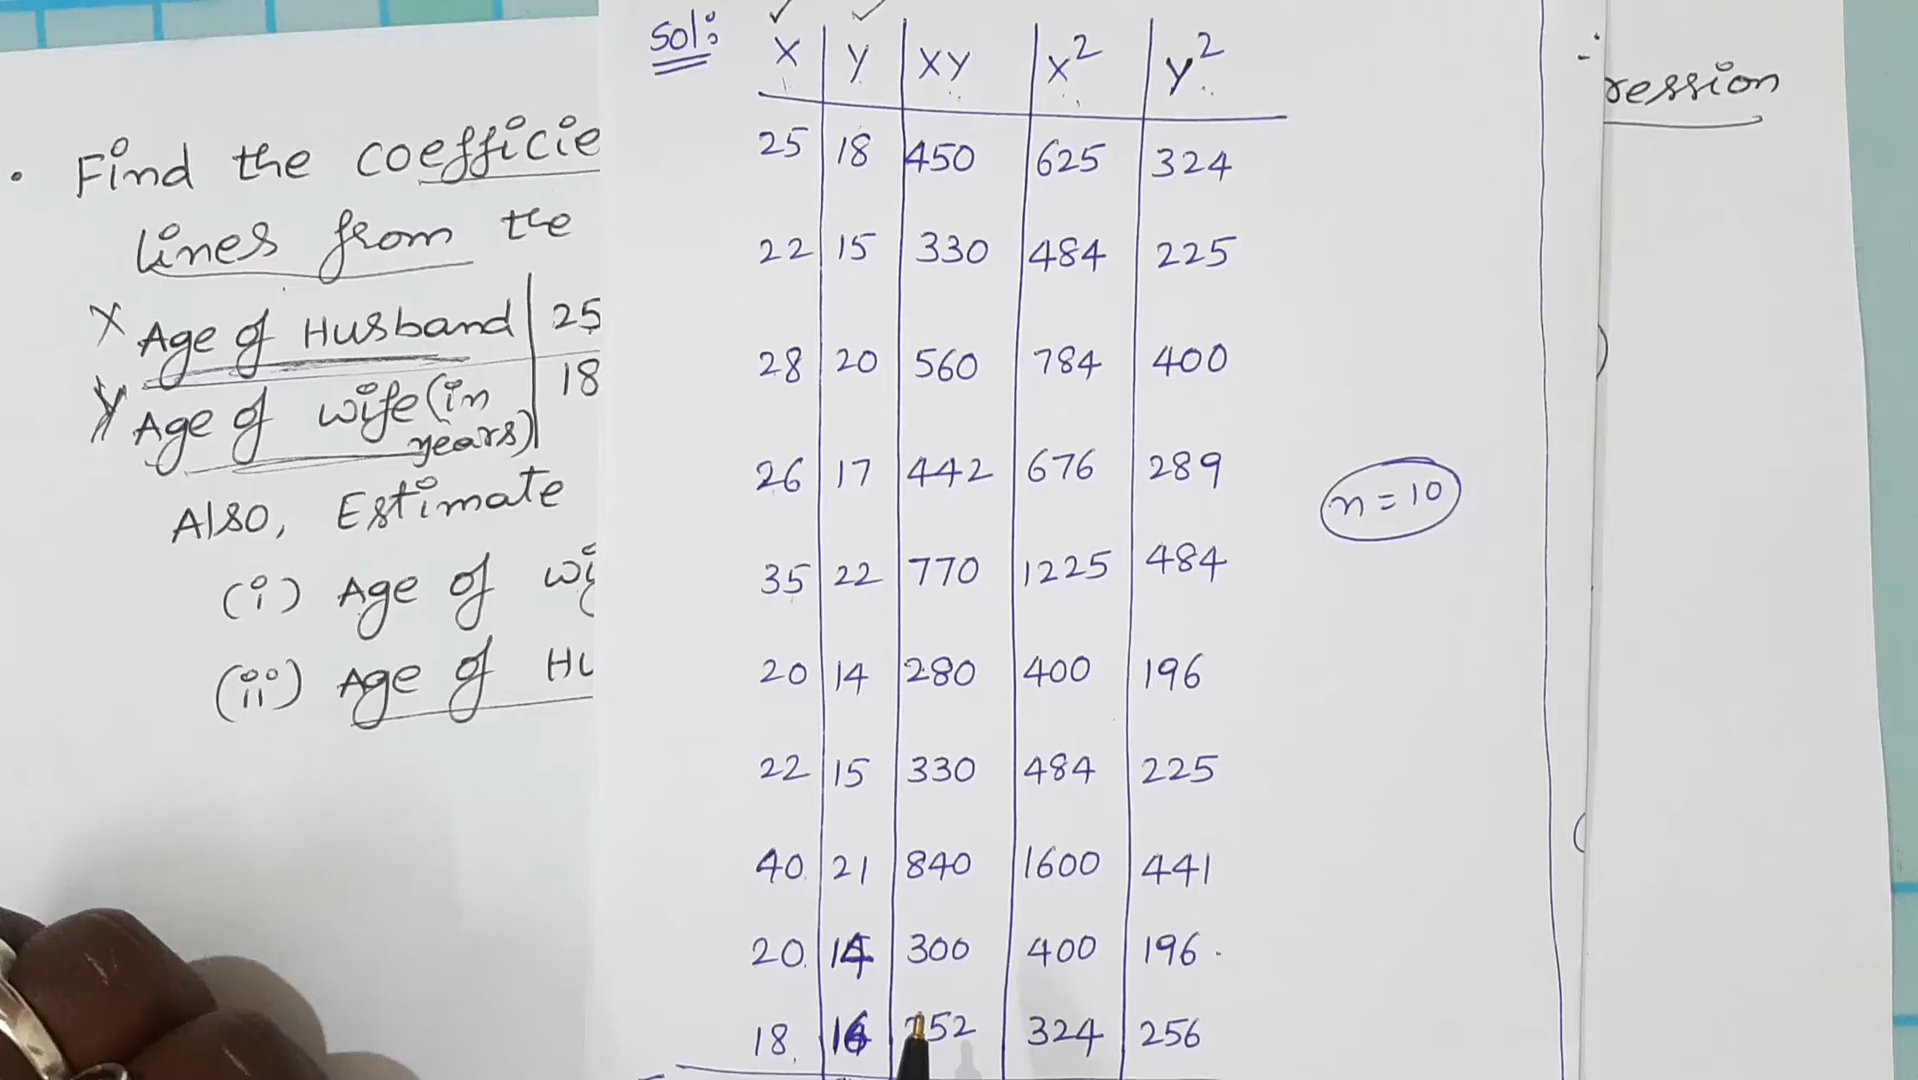 Find the coefficie
lines from the
X Age of Husband 25
Y Age of wife (in years) 18
Also, Estimate
(i) Age of
(ii) Age of
Sol:
X Y XY X² Y²
25 18 450 625 324
22 15 330 484 225
28 20 560 784 400
26 17 442 676 289
35 22 770 1225 484
20 14 280 400 196
22 15 330 484 225
40 21 840 1600 441
20 14 300 400 196
18 16 324 256
n = 10
ression